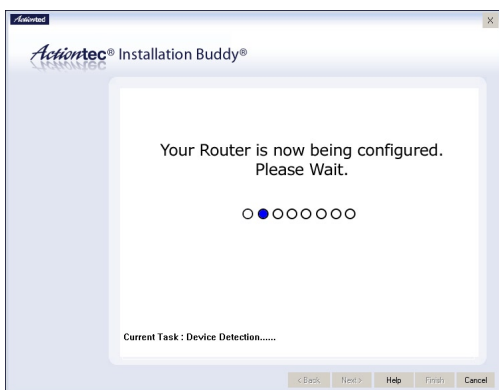 Actiontec
Actiontec® Installation Buddy®
Your Router is now being configured.
Please Wait.
Current Task : Device Detection......
< Back Next > Help Finish Cancel